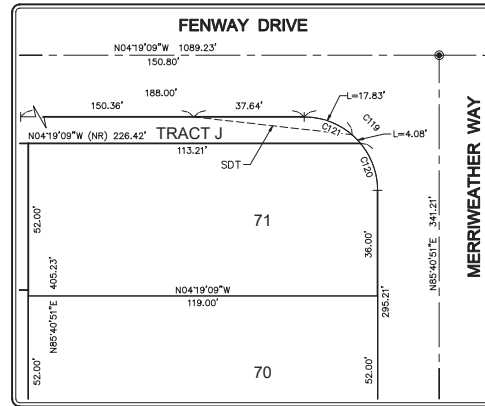 FENWAY DRIVE
N04°19'09"W 1089.23'
150.80'
188.00'
150.36'
37.64'
L=17.83'
C119
C121
L=4.08'
N04°19'09"W (NR) 226.42'
TRACT J
113.21'
SDT
C120
MERRIWEATHER WAY
52.00'
71
36.00'
N85°40'51"E 341.21'
N85°40'51"E 405.23'
N04°19'09"W
119.00'
295.21'
52.00'
70
52.00'